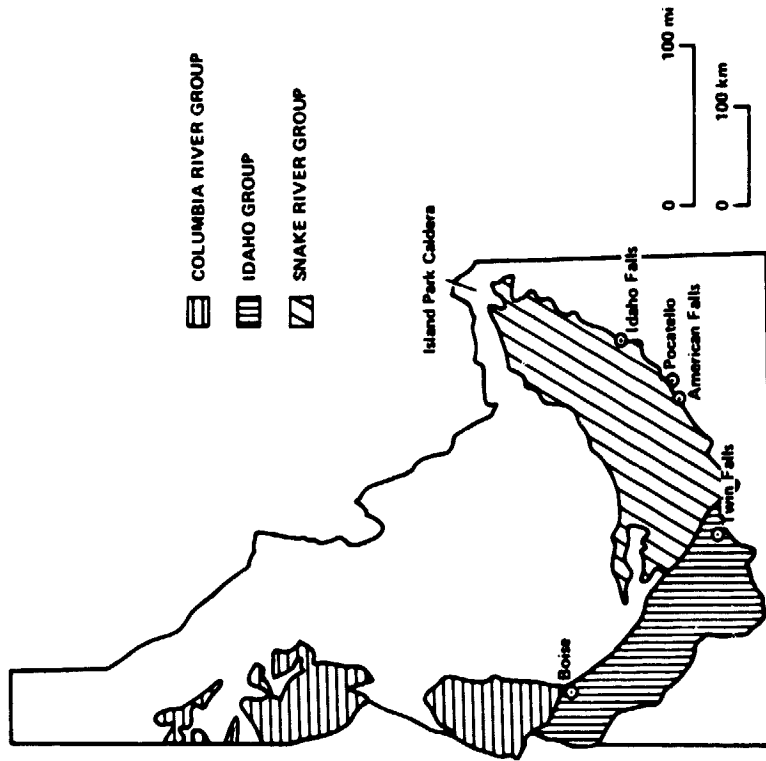 COLUMBIA RIVER GROUP
IDAHO GROUP
SNAKE RIVER GROUP
Island Park Caldera
Idaho Falls
Pocatello
American Falls
Twin Falls
Boise
0 100 mi
0 100 km